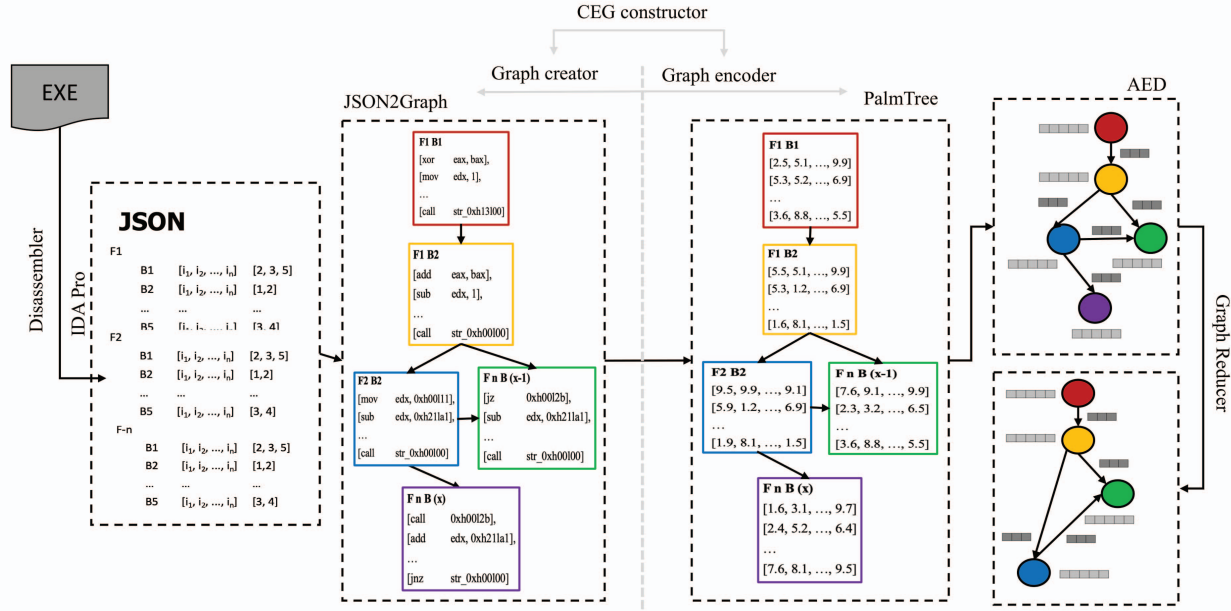 CEG constructor
Graph creator
Graph encoder
EXE
Disassembler
IDA Pro
JSON
F1
B1 [i1, i2, ..., in] [2, 3, 5]
B2 [i1, i2, ..., in] [1,2]
... ... ...
B5 [i1, i2, ..., in] [3, 4]
F2
B1 [i1, i2, ..., in] [2, 3, 5]
B2 [i1, i2, ..., in] [1,2]
... ... ...
B5 [i1, i2, ..., in] [3, 4]
F-n
B1 [i1, i2, ..., in] [2, 3, 5]
B2 [i1, i2, ..., in] [1,2]
... ... ...
B5 [i1, i2, ..., in] [3, 4]
JSON2Graph
F1 B1
[xor eax, bax],
[mov edx, 1],
...
[call str_0xh13l00]
F1 B2
[add eax, bax],
[sub edx, 1],
...
[call str_0xh00l00]
F2 B2
[mov edx, 0xh00l11]
[sub edx, 0xh21la1],
...
[call str_0xh00l00]
F n B (x-1)
[jz 0xh00l2b],
[sub edx, 0xh21la1],
...
[call str_0xh00l00]
F n B (x)
[call 0xh00l2b],
[add edx, 0xh21la1],
...
[jnz str_0xh00l00]
PalmTree
F1 B1
[2.5, 5.1, ..., 9.9]
[5.3, 5.2, ..., 6.9]
...
[3.6, 8.8, ..., 5.5]
F1 B2
[5.5, 5.1, ..., 9.9]
[5.3, 1.2, ..., 6.9]
...
[1.6, 8.1, ..., 1.5]
F2 B2
[9.5, 9.9, ..., 9.1]
[5.9, 1.2, ..., 6.9]
...
[1.9, 8.1, ..., 1.5]
F n B (x-1)
[7.6, 9.1, ..., 9.9]
[2.3, 3.2, ..., 6.5]
...
[3.6, 8.8, ..., 5.5]
F n B (x)
[1.6, 3.1, ..., 9.7]
[2.4, 5.2, ..., 6.4]
...
[7.6, 8.1, ..., 9.5]
AED
Graph Reducer